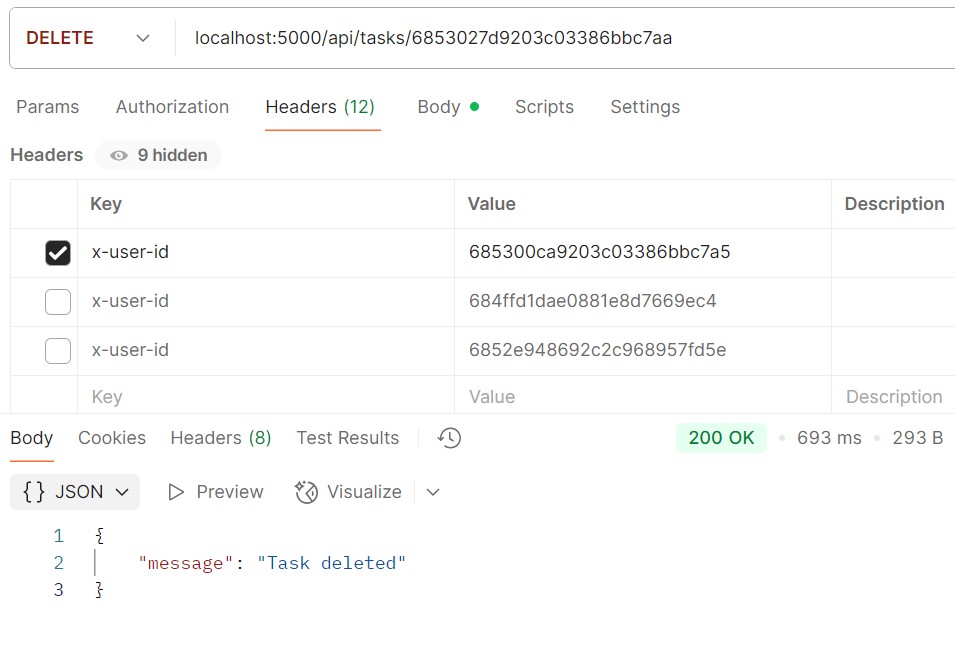 DELETE localhost:5000/api/tasks/6853027d9203c03386bbc7aa
Params Authorization Headers (12) Body Scripts Settings
Headers 9 hidden
Key Value Description
x-user-id 685300ca9203c03386bbc7a5
x-user-id 684ffd1dae0881e8d7669ec4
x-user-id 6852e948692c2c968957fd5e
Key Value Description
Body Cookies Headers (8) Test Results 200 OK 693 ms 293 B
{} JSON Preview Visualize
1 {
2 "message": "Task deleted"
3 }